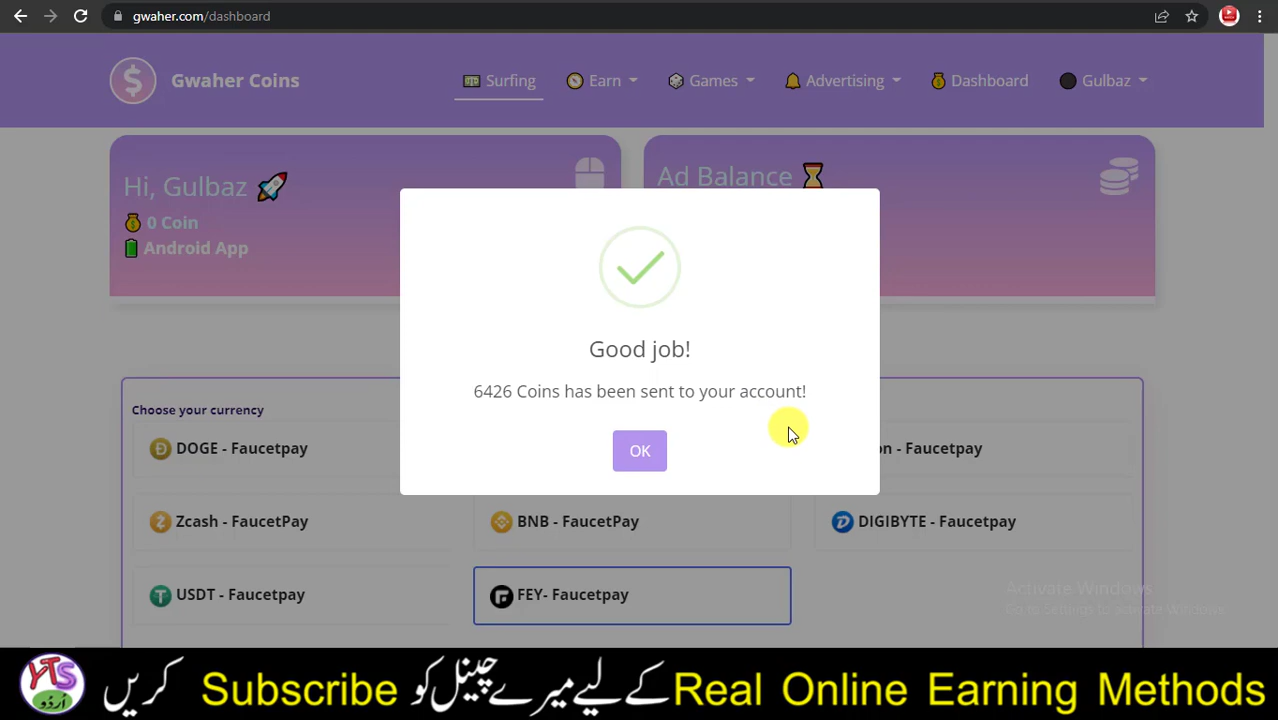 gwaher.com/dashboard
Gwaher Coins
Surfing
Earn
Games
Advertising
Dashboard
Gulbaz
Hi, Gulbaz
0 Coin
Android App
Ad Balance
Good job!
6426 Coins has been sent to your account!
OK
Choose your currency
DOGE - Faucetpay
on - Faucetpay
Zcash - FaucetPay
BNB - FaucetPay
DIGIBYTE - Faucetpay
USDT - Faucetpay
FEY- Faucetpay
Activate Windows
Go to Settings to activate Windows.
YTS
اردُو
کریں Subscribe کے لیے میرے چینل کو Real Online Earning Methods